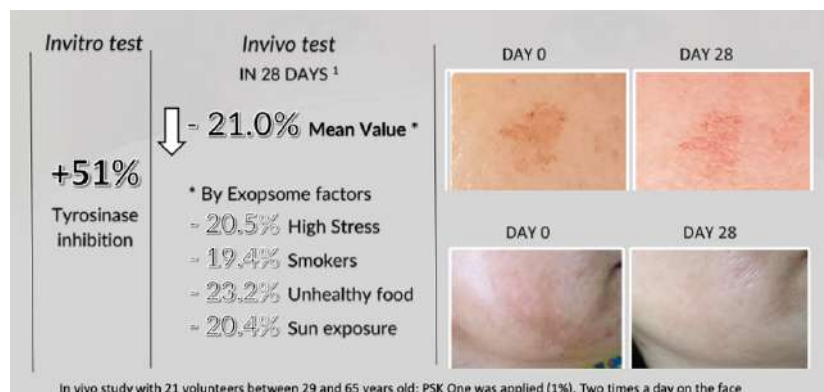 Invitro test
+51%
Tyrosinase
inhibition
Invivo test
IN 28 DAYS ¹
- 21.0% Mean Value *
* By Exopsome factors
- 20.5% High Stress
- 19.4% Smokers
- 23.2% Unhealthy food
- 20.4% Sun exposure
DAY 0
DAY 28
DAY 0
DAY 28
In vivo study with 21 volunteers between 29 and 65 years old: PSK One was applied (1%). Two times a day on the face